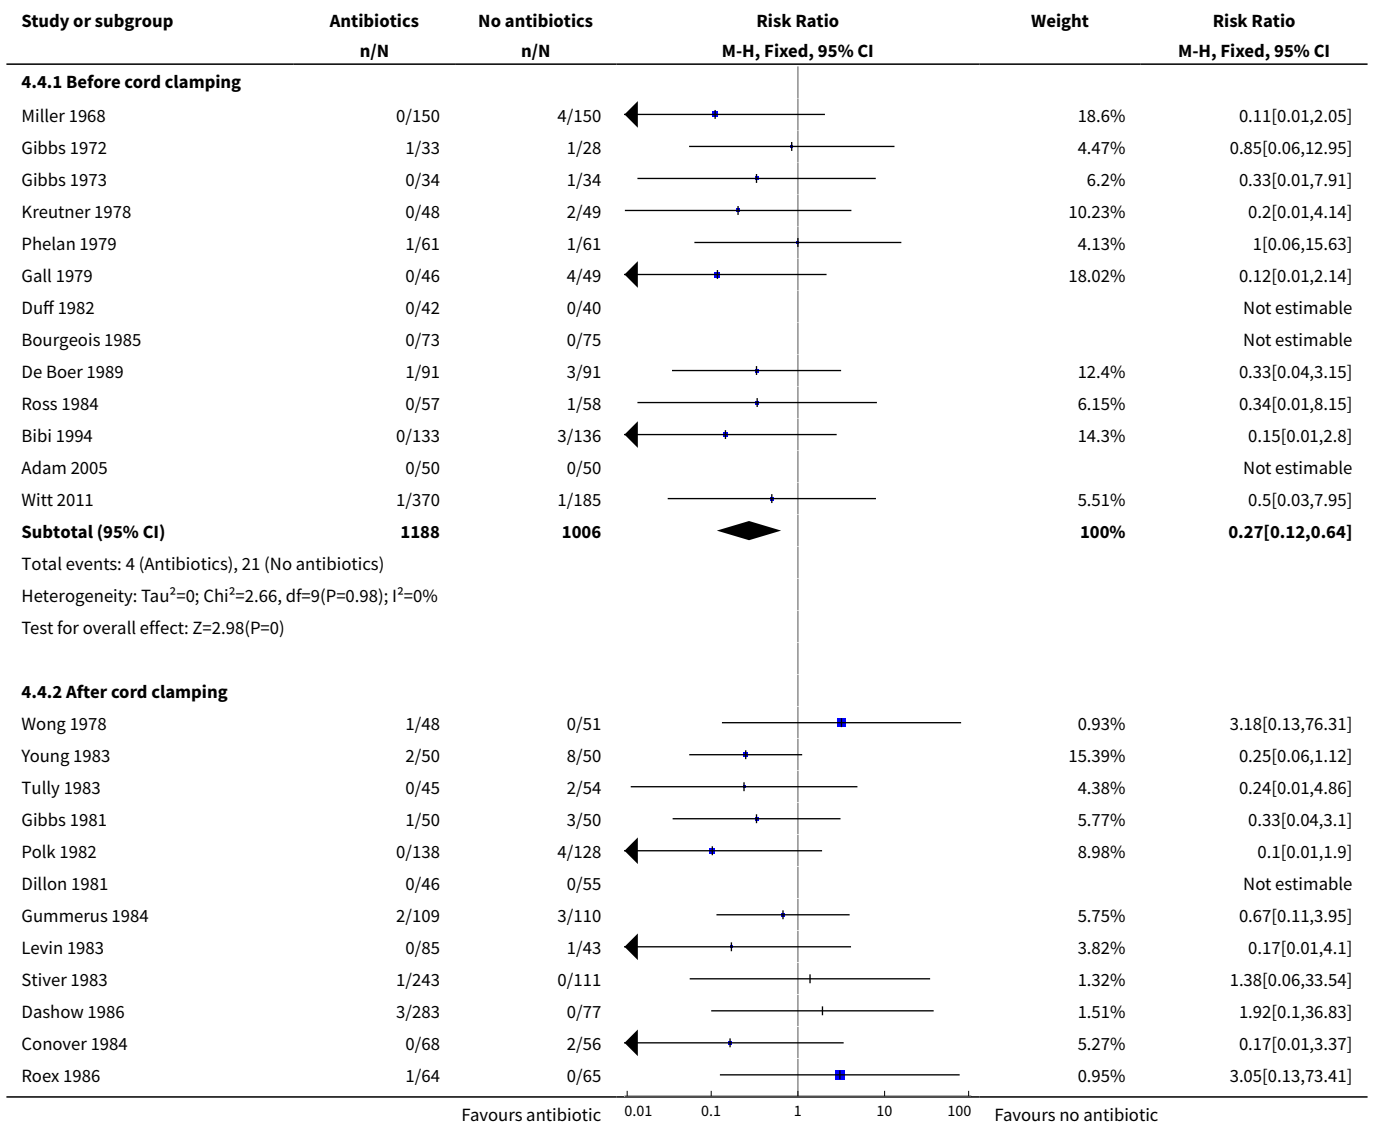 Study or subgroup Antibiotics No antibiotics Risk Ratio Weight Risk Ratio
n/N n/N M-H, Fixed, 95% CI M-H, Fixed, 95% CI
4.4.1 Before cord clamping
Miller 1968 0/150 4/150 18.6% 0.11[0.01,2.05]
Gibbs 1972 1/33 1/28 4.47% 0.85[0.06,12.95]
Gibbs 1973 0/34 1/34 6.2% 0.33[0.01,7.91]
Kreutner 1978 0/48 2/49 10.23% 0.2[0.01,4.14]
Phelan 1979 1/61 1/61 4.13% 1[0.06,15.63]
Gall 1979 0/46 4/49 18.02% 0.12[0.01,2.14]
Duff 1982 0/42 0/40 Not estimable
Bourgeois 1985 0/73 0/75 Not estimable
De Boer 1989 1/91 3/91 12.4% 0.33[0.04,3.15]
Ross 1984 0/57 1/58 6.15% 0.34[0.01,8.15]
Bibi 1994 0/133 3/136 14.3% 0.15[0.01,2.8]
Adam 2005 0/50 0/50 Not estimable
Witt 2011 1/370 1/185 5.51% 0.5[0.03,7.95]
Subtotal (95% CI) 1188 1006 100% 0.27[0.12,0.64]
Total events: 4 (Antibiotics), 21 (No antibiotics)
Heterogeneity: Tau²=0; Chi²=2.66, df=9(P=0.98); I²=0%
Test for overall effect: Z=2.98(P=0)
4.4.2 After cord clamping
Wong 1978 1/48 0/51 0.93% 3.18[0.13,76.31]
Young 1983 2/50 8/50 15.39% 0.25[0.06,1.12]
Tully 1983 0/45 2/54 4.38% 0.24[0.01,4.86]
Gibbs 1981 1/50 3/50 5.77% 0.33[0.04,3.1]
Polk 1982 0/138 4/128 8.98% 0.1[0.01,1.9]
Dillon 1981 0/46 0/55 Not estimable
Gummerus 1984 2/109 3/110 5.75% 0.67[0.11,3.95]
Levin 1983 0/85 1/43 3.82% 0.17[0.01,4.1]
Stiver 1983 1/243 0/111 1.32% 1.38[0.06,33.54]
Dashow 1986 3/283 0/77 1.51% 1.92[0.1,36.83]
Conover 1984 0/68 2/56 5.27% 0.17[0.01,3.37]
Roex 1986 1/64 0/65 0.95% 3.05[0.13,73.41]
Favours antibiotic 0.01 0.1 1 10 100 Favours no antibiotic